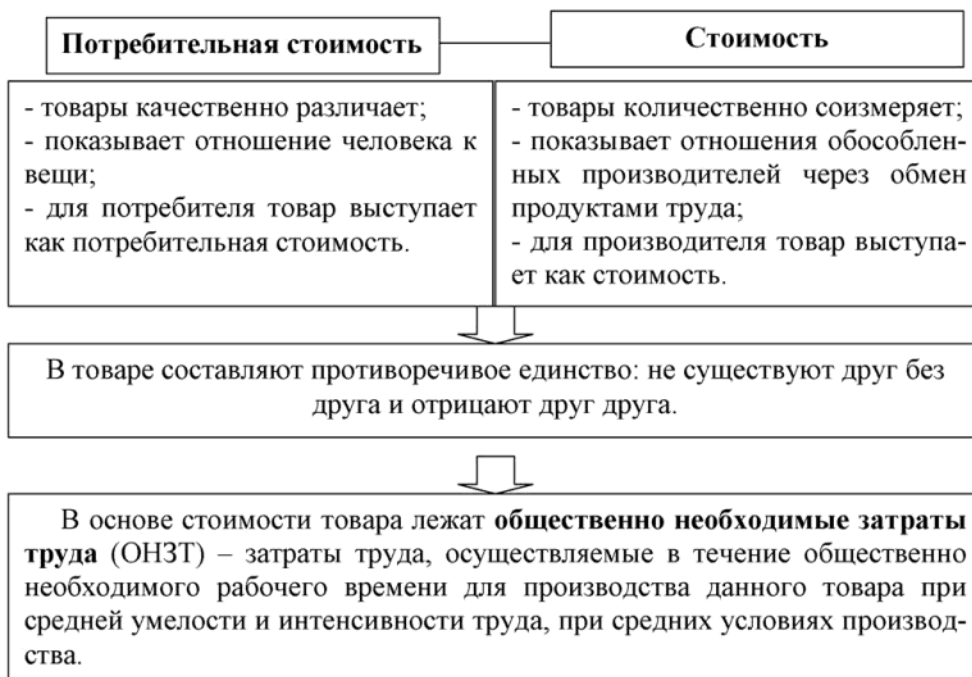 Потребительная стоимость
Стоимость
- товары качественно различает;
- показывает отношение человека к
вещи;
- для потребителя товар выступает
как потребительная стоимость.
- товары количественно соизмеряет;
- показывает отношения обособлен-
ных производителей через обмен
продуктами труда;
- для производителя товар выступа-
ет как стоимость.
В товаре составляют противоречивое единство: не существуют друг без
друга и отрицают друг друга.
В основе стоимости товара лежат общественно необходимые затраты
труда (ОНЗТ) – затраты труда, осуществляемые в течение общественно
необходимого рабочего времени для производства данного товара при
средней умелости и интенсивности труда, при средних условиях производ-
ства.